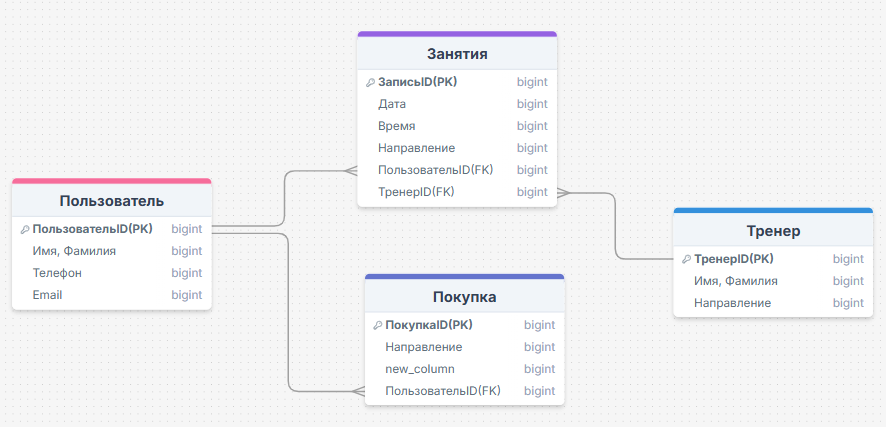 Занятия
ЗаписьID(PK) bigint
Дата bigint
Время bigint
Направление bigint
ПользовательID(FK) bigint
ТренерID(FK) bigint
Пользователь
ПользовательID(PK) bigint
Имя, Фамилия bigint
Телефон bigint
Email bigint
Тренер
ТренерID(PK) bigint
Имя, Фамилия bigint
Направление bigint
Покупка
ПокупкаID(PK) bigint
Направление bigint
new_column bigint
ПользовательID(FK) bigint